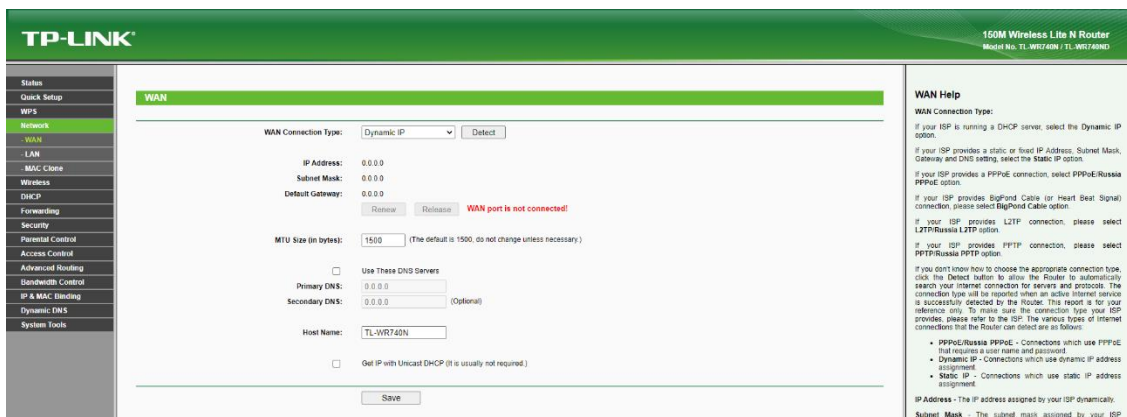 TP-LINK®
150M Wireless Lite N Router
Model No. TL-WR740N / TL-WR740ND
Status
Quick Setup
WPS
Network
- WAN
- LAN
- MAC Clone
Wireless
DHCP
Forwarding
Security
Parental Control
Access Control
Advanced Routing
Bandwidth Control
IP & MAC Binding
Dynamic DNS
System Tools
WAN
WAN Connection Type: Dynamic IP Detect
IP Address: 0.0.0.0
Subnet Mask: 0.0.0.0
Default Gateway: 0.0.0.0
Renew Release WAN port is not connected!
MTU Size (in bytes): 1500 (The default is 1500, do not change unless necessary.)
Use These DNS Servers
Primary DNS: 0.0.0.0
Secondary DNS: 0.0.0.0 (Optional)
Host Name: TL-WR740N
Get IP with Unicast DHCP (It is usually not required.)
Save
WAN Help
WAN Connection Type:
If your ISP is running a DHCP server, select the Dynamic IP
option.
If your ISP provides a static or fixed IP Address, Subnet Mask,
Gateway and DNS setting, select the Static IP option.
If your ISP provides a PPPoE connection, select PPPoE/Russia
PPPoE option.
If your ISP provides BigPond Cable (or Heart Beat Signal)
connection, please select BigPond Cable option.
If your ISP provides L2TP connection, please select
L2TP/Russia L2TP option.
If your ISP provides PPTP connection, please select
PPTP/Russia PPTP option.
If you don't know how to choose the appropriate connection type,
click the Detect button to allow the Router to automatically
search your Internet connection for servers and protocols. The
connection type will be reported when an active Internet service
is successfully detected by the Router. This report is for your
reference only. To make sure the connection type your ISP
provides, please refer to the ISP. The various types of Internet
connections that the Router can detect are as follows:
• PPPoE/Russia PPPoE - Connections which use PPPoE
that requires a user name and password.
• Dynamic IP - Connections which use dynamic IP address
assignment.
• Static IP - Connections which use static IP address
assignment.
IP Address - The IP address assigned by your ISP dynamically.
Subnet Mask - The subnet mask assigned by your ISP